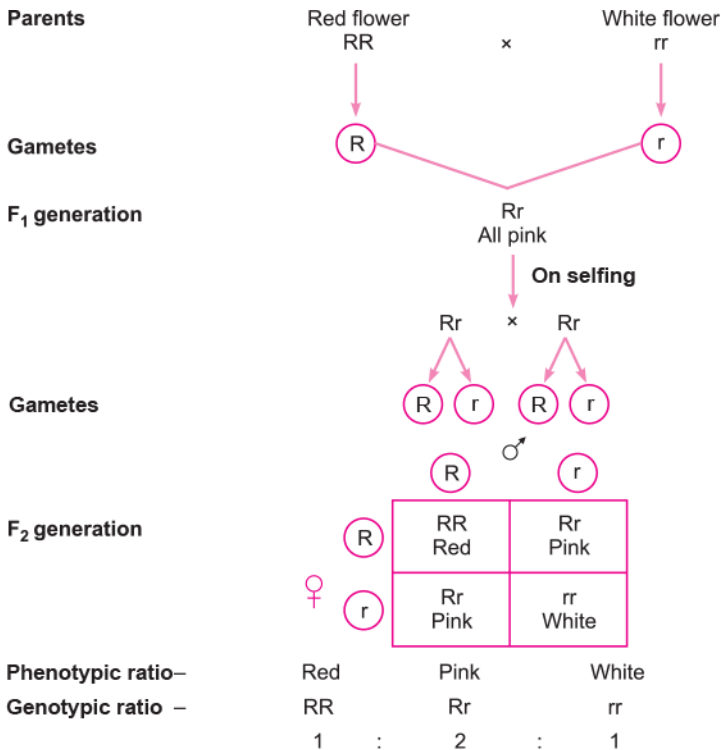 Parents Red flower White flower
RR × rr
Gametes R r
F₁ generation Rr
All pink
On selfing
Rr × Rr
Gametes R r R r
♂
R r
F₂ generation R RR Rr
Red Pink
♀ r Rr rr
Pink White
Phenotypic ratio– Red Pink White
Genotypic ratio – RR Rr rr
1 : 2 : 1